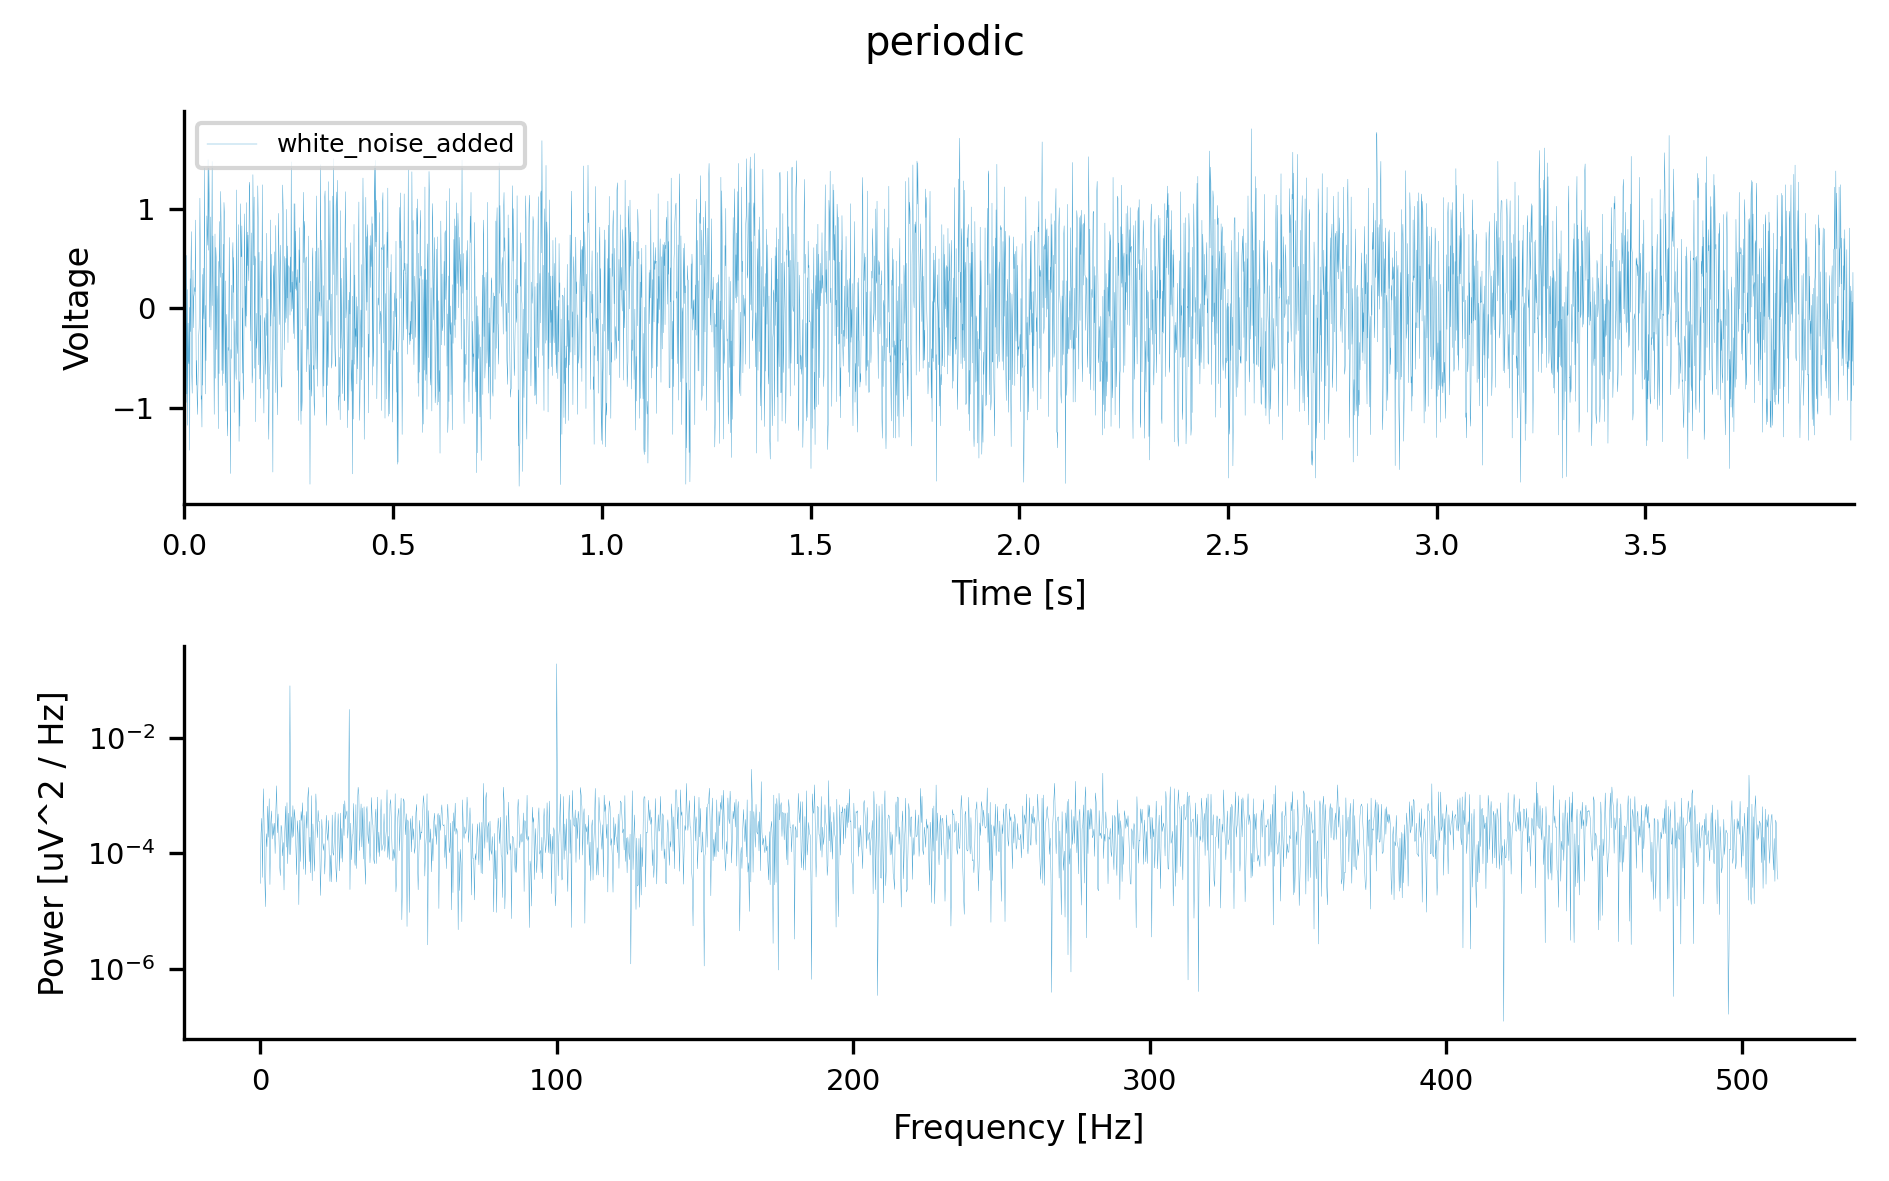 periodic
white_noise_added
Voltage
1
0
−1
0.0 0.5 1.0 1.5 2.0 2.5 3.0 3.5
Time [s]
Power [uV^2 / Hz]
10⁻²
10⁻⁴
10⁻⁶
0 100 200 300 400 500
Frequency [Hz]